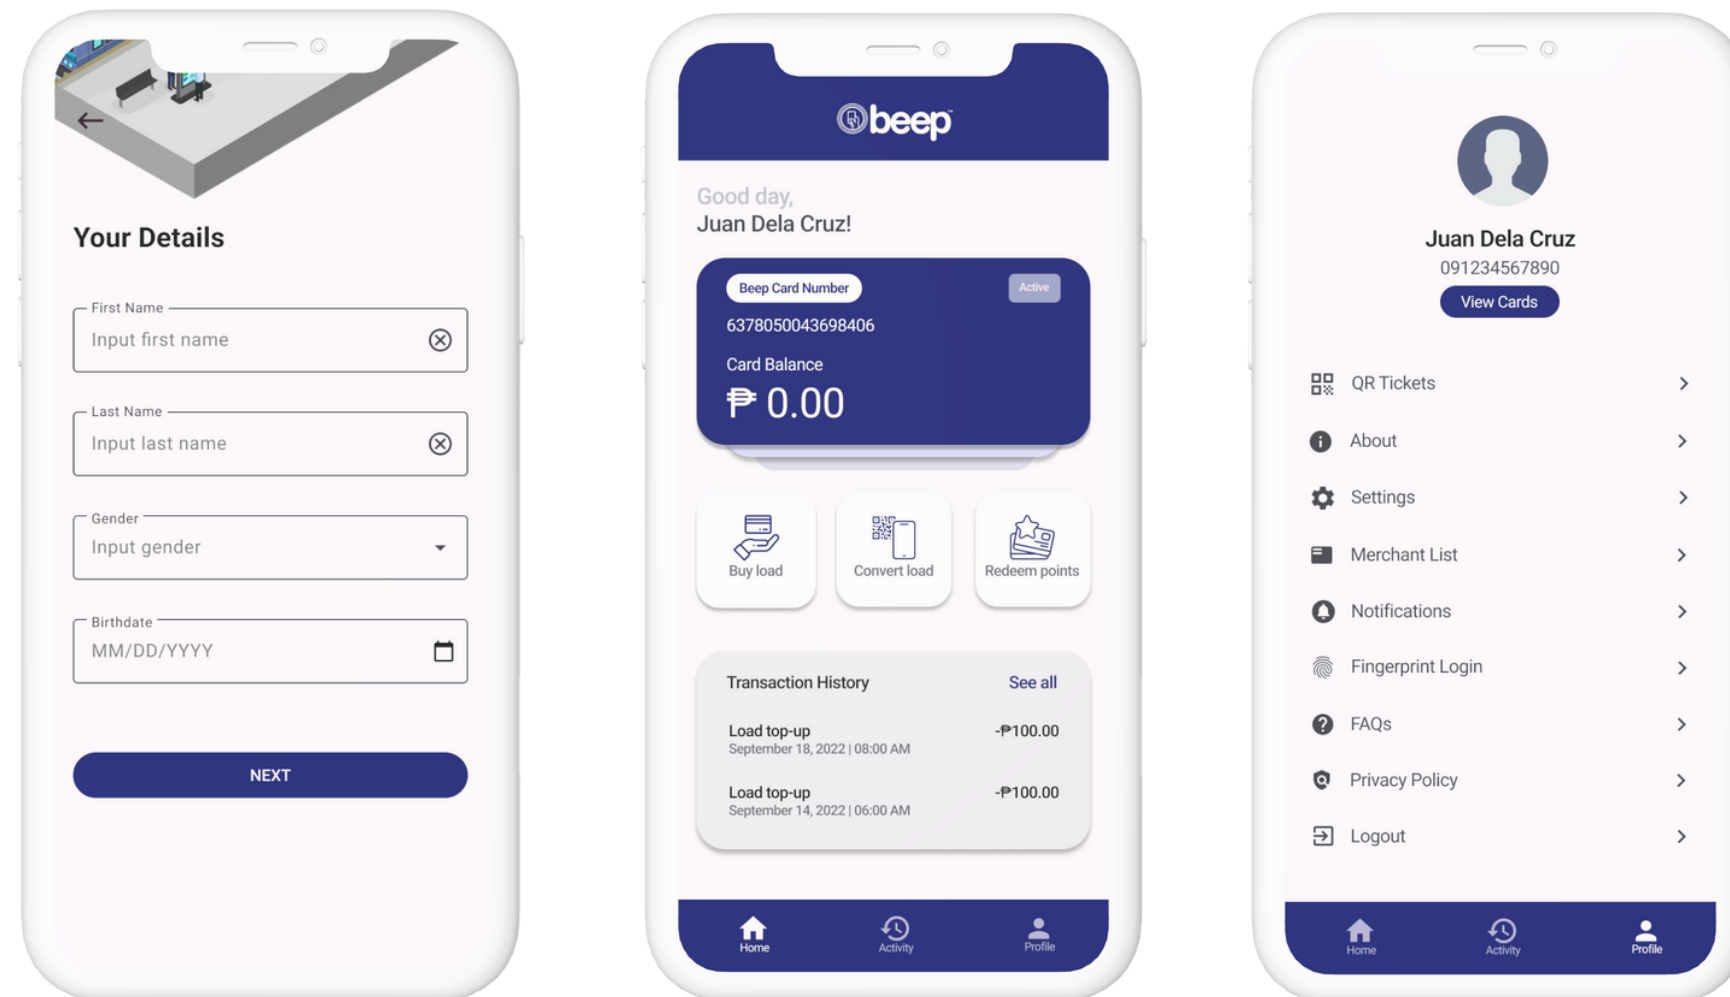 Your Details
First Name
Input first name
Last Name
Input last name
Gender
Input gender
Birthdate
MM/DD/YYYY
NEXT
beep™
Good day,
Juan Dela Cruz!
Beep Card Number
Active
6378050043698406
Card Balance
₱ 0.00
Buy load
Convert load
Redeem points
Transaction History
See all
Load top-up
-₱100.00
September 18, 2022 | 08:00 AM
Load top-up
-₱100.00
September 14, 2022 | 06:00 AM
Home
Activity
Profile
Juan Dela Cruz
091234567890
View Cards
QR Tickets
About
Settings
Merchant List
Notifications
Fingerprint Login
FAQs
Privacy Policy
Logout
Home
Activity
Profile